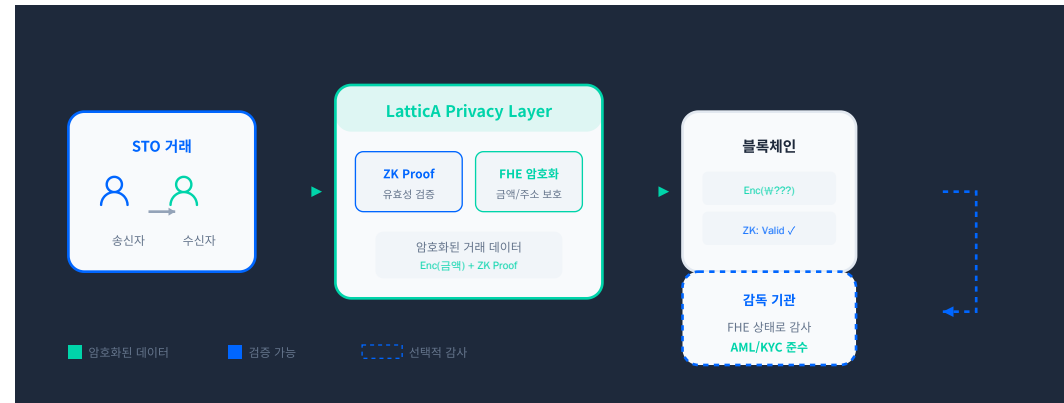 STO 거래
송신자
수신자
LatticA Privacy Layer
ZK Proof
유효성 검증
FHE 암호화
금액/주소 보호
암호화된 거래 데이터
Enc(금액) + ZK Proof
블록체인
Enc(₩???)
ZK: Valid ✓
감독 기관
FHE 상태로 감사
AML/KYC 준수
암호화된 데이터
검증 가능
선택적 감사